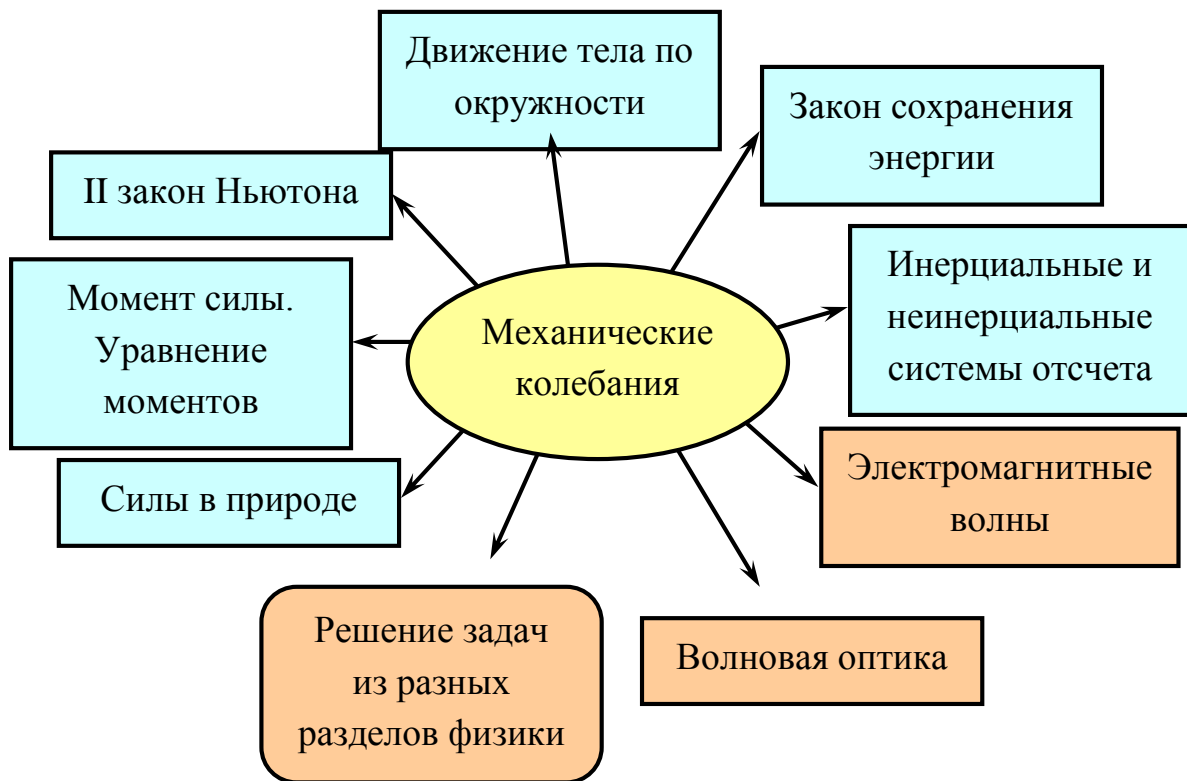 Движение тела по
окружности
Закон сохранения
энергии
II закон Ньютона
Инерциальные и
неинерциальные
системы отсчета
Момент силы.
Уравнение
моментов
Механические
колебания
Силы в природе
Электромагнитные
волны
Решение задач
из разных
разделов физики
Волновая оптика